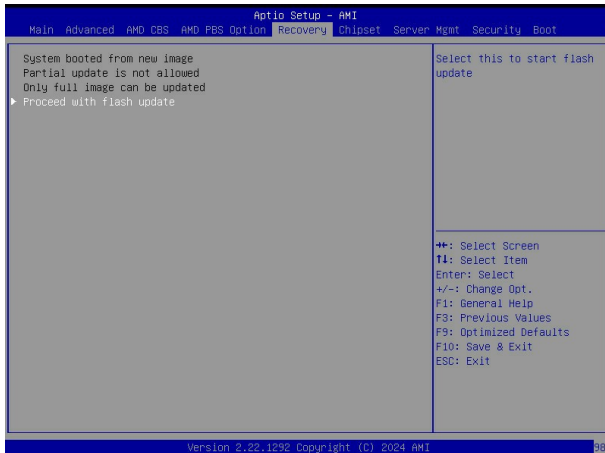 Aptio Setup - AMI
Main Advanced AMD CBS AMD PBS Option Recovery Chipset Server Mgmt Security Boot
System booted from new image
Partial update is not allowed
Only full image can be updated
Proceed with flash update
Select this to start flash
update
→←: Select Screen
↑↓: Select Item
Enter: Select
+/-: Change Opt.
F1: General Help
F3: Previous Values
F9: Optimized Defaults
F10: Save & Exit
ESC: Exit
Version 2.22.1292 Copyright (C) 2024 AMI
98